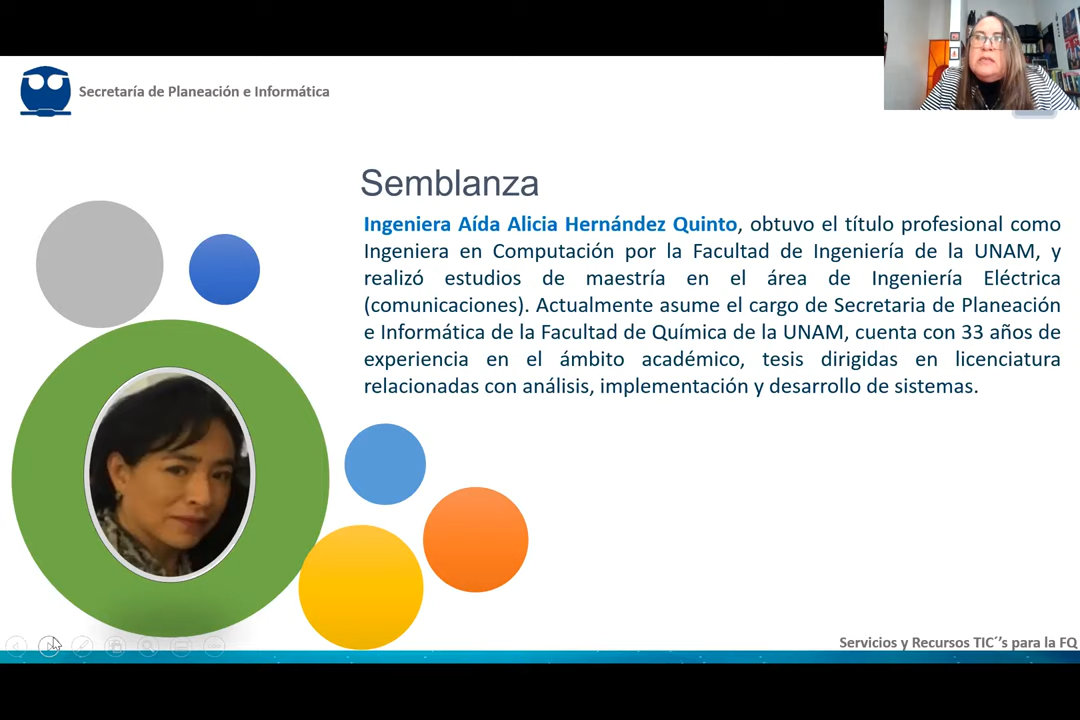 Secretaría de Planeación e Informática
Semblanza
Ingeniera Aída Alicia Hernández Quinto, obtuvo el título profesional como
Ingeniera en Computación por la Facultad de Ingeniería de la UNAM, y
realizó estudios de maestría en el área de Ingeniería Eléctrica
(comunicaciones). Actualmente asume el cargo de Secretaria de Planeación
e Informática de la Facultad de Química de la UNAM, cuenta con 33 años de
experiencia en el ámbito académico, tesis dirigidas en licenciatura
relacionadas con análisis, implementación y desarrollo de sistemas.
Servicios y Recursos TIC´'s para la FQ